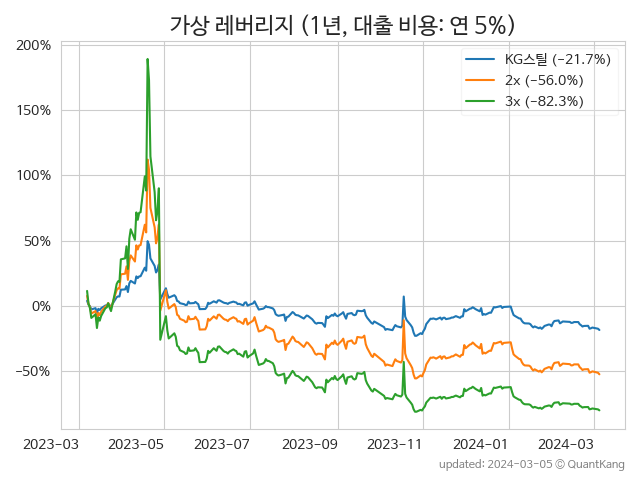 가상 레버리지 (1년, 대출 비용: 연 5%)
KG스틸 (−21.7%)
2x (−56.0%)
3x (−82.3%)
200%
150%
100%
50%
0%
−50%
2023-03 2023-05 2023-07 2023-09 2023-11 2024-01 2024-03
updated: 2024-03-05 © QuantKang